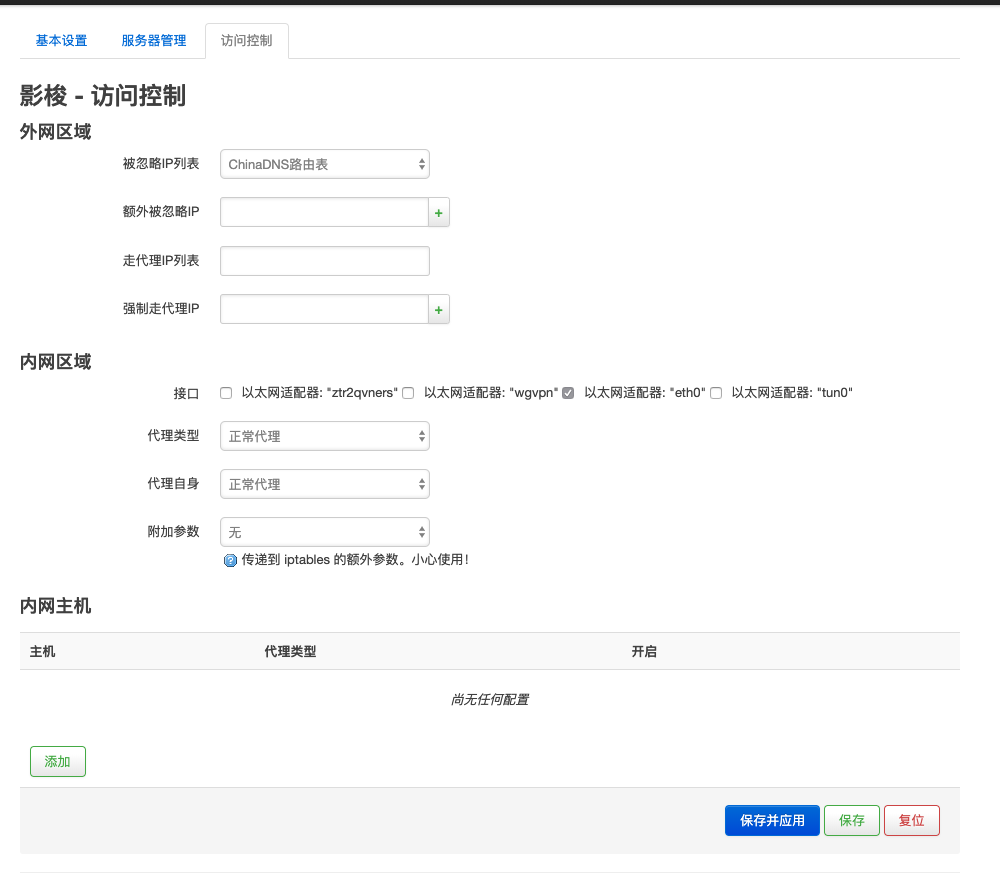 基本设置 服务器管理 访问控制
影梭 - 访问控制
外网区域
被忽略IP列表 ChinaDNS路由表
额外被忽略IP +
走代理IP列表
强制走代理IP +
内网区域
接口 以太网适配器: "ztr2qvners" 以太网适配器: "wgvpn" 以太网适配器: "eth0" 以太网适配器: "tun0"
代理类型 正常代理
代理自身 正常代理
附加参数 无
传递到 iptables 的额外参数。小心使用！
内网主机
主机 代理类型 开启
尚无任何配置
添加
保存并应用 保存 复位